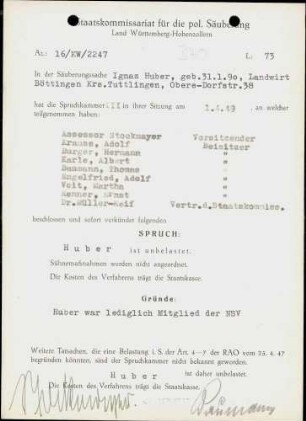 Staatskommissariat für die pol. Säuberung
Land Württemberg-Hohenzollern
Az.: 16/KW/2247
L. 73
In der Säuberungssache Ignaz Huber, geb.31.1.90, Landwirt
Böttingen Krs.Tuttlingen, Obere-Dorfstr.38
hat die Spruchkammer III in ihrer Sitzung am 1.4.49 an welcher
teilgenommen haben:
Assessor Stockmayer Vorsitzender
Krause, Adolf Beisitzer
Burger, Hermann "
Karle, Albert "
Baumann, Thomas "
Engelfried, Adolf "
Veit, Martha "
Wenner, Ernst "
Dr.Müller-Reif Vertr.d.Staatskommiss.
beschlossen und sofort verkündet folgenden
SPRUCH:
Huber ist unbelastet.
Sühnemaßnahmen werden nicht angeordnet.
Die Kosten des Verfahrens trägt die Staatskasse.
Gründe:
Huber war lediglich Mitglied der NSV
Weitere Tatsachen, die eine Belastung i. S. der Art. 4-7 der RAO vom 25. 4. 47
begründen könnten, sind der Spruchkammer nicht bekannt geworden.
Huber ist daher unbelastet.
Die Kosten des Verfahrens trägt die Staatskasse.
Baumann